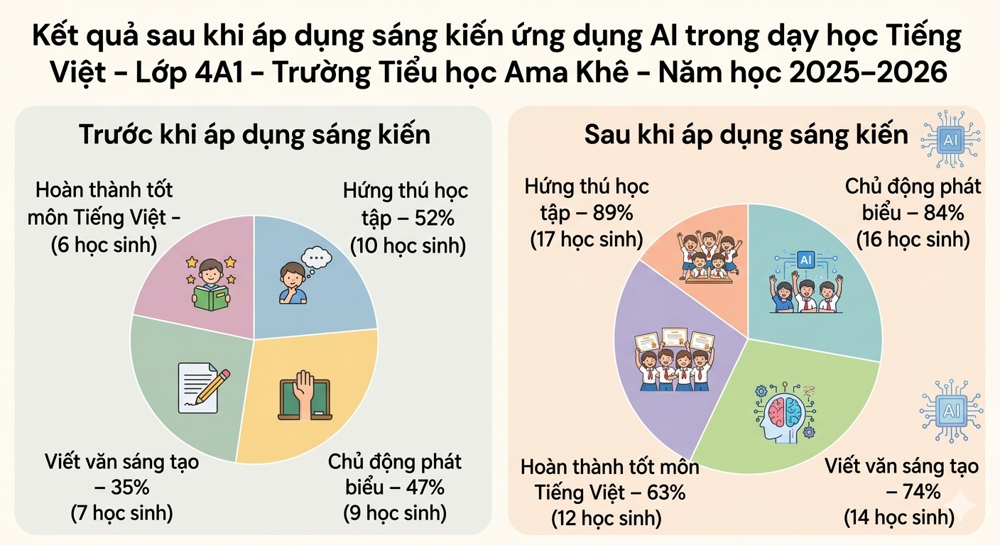 Kết quả sau khi áp dụng sáng kiến ứng dụng AI trong dạy học Tiếng
Việt – Lớp 4A1 – Trường Tiểu học Ama Khê – Năm học 2025–2026
Trước khi áp dụng sáng kiến
Hoàn thành tốt
môn Tiếng Việt –
(6 học sinh)
Hứng thú học
tập – 52%
(10 học sinh)
Viết văn sáng tạo
– 35%
(7 học sinh)
Chủ động phát
biểu – 47%
(9 học sinh)
Sau khi áp dụng sáng kiến
AI
Hứng thú học
tập – 89%
(17 học sinh)
Chủ động phát
biểu – 84%
(16 học sinh)
AI
AI
Hoàn thành tốt môn
Tiếng Việt – 63%
(12 học sinh)
Viết văn sáng tạo
– 74%
(14 học sinh)